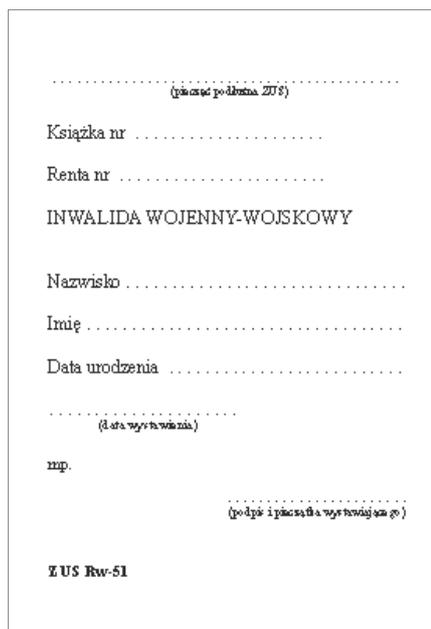 . . . . . . . . . . . . . . . . . . . . . . . . . . . . . . . . . . . . . . . . . . .
(pieczęć podłużna ZUS)
Książka nr . . . . . . . . . . . . . . . . . . . . . .
Renta nr . . . . . . . . . . . . . . . . . . . . . . . .
INWALIDA WOJENNY-WOJSKOWY
Nazwisko . . . . . . . . . . . . . . . . . . . . . . . . . . . . . . .
Imię . . . . . . . . . . . . . . . . . . . . . . . . . . . . . . . . . . .
Data urodzenia . . . . . . . . . . . . . . . . . . . . . . . . . .
. . . . . . . . . . . . . . . . . . . . .
(data wystawienia)
mp.
. . . . . . . . . . . . . . . . . . . . . . .
(podpis i pieczątka wystawiającego)
ZUS Rw-51